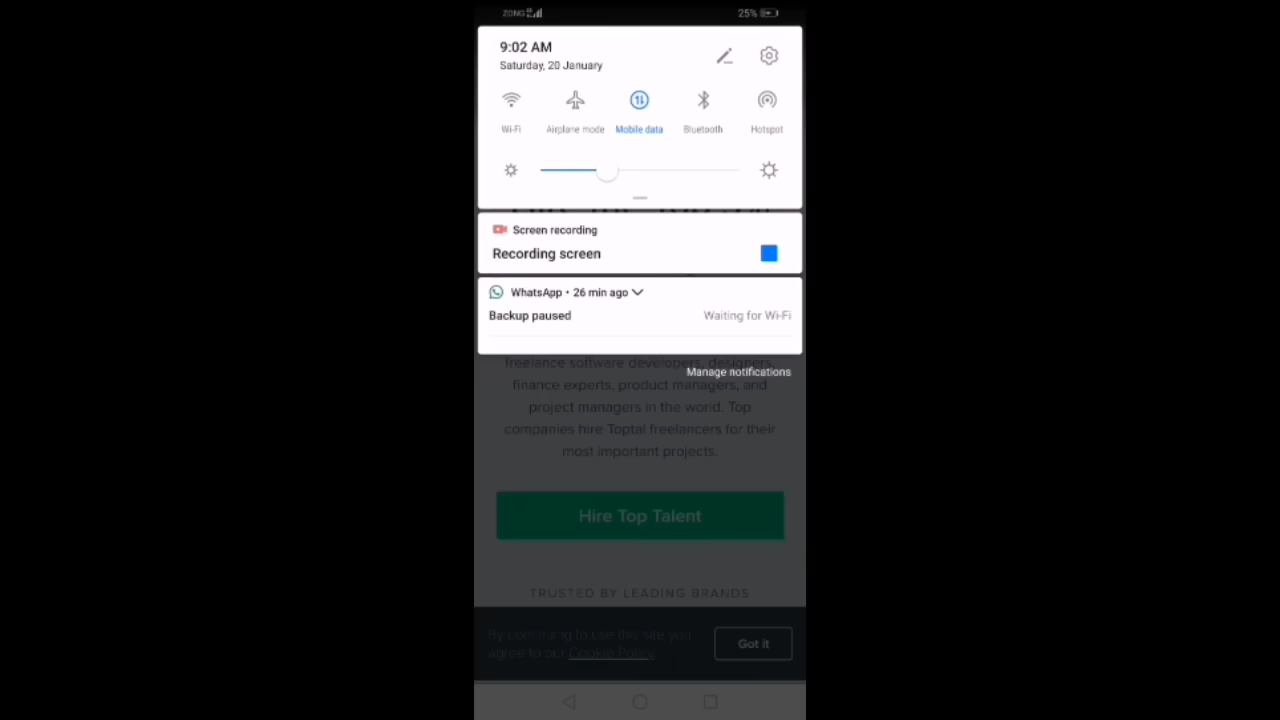 ZONG 25%
9:02 AM
Saturday, 20 January
Wi-Fi Airplane mode Mobile data Bluetooth Hotspot
Screen recording
Recording screen
WhatsApp • 26 min ago
Backup paused Waiting for Wi-Fi
freelance software developers, designers,
Manage notifications
finance experts, product managers, and
project managers in the world. Top
companies hire Toptal freelancers for their
most important projects.
Hire Top Talent
TRUSTED BY LEADING BRANDS
By continuing to use this site you
agree to our Cookie Policy.
Got it